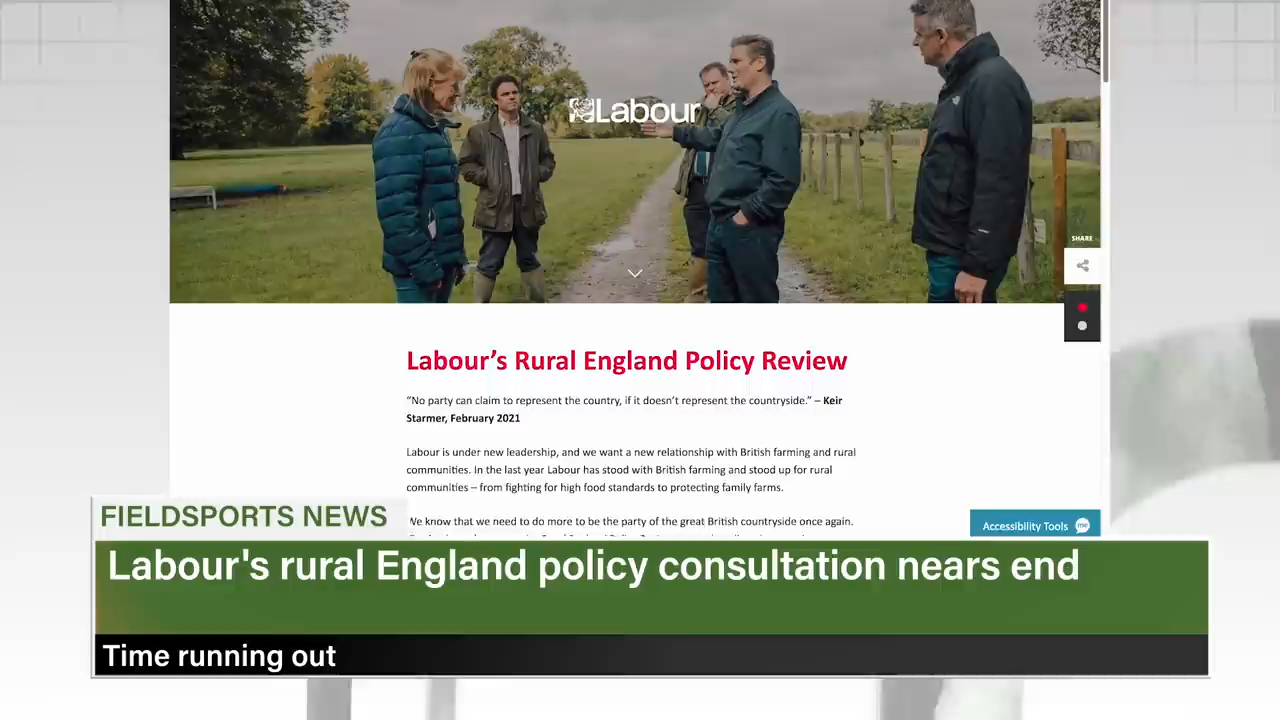 Labour
SHARE
Labour's Rural England Policy Review
“No party can claim to represent the country, if it doesn't represent the countryside.” – Keir
Starmer, February 2021
Labour is under new leadership, and we want a new relationship with British farming and rural
communities. In the last year Labour has stood with British farming and stood up for rural
communities – from fighting for high food standards to protecting family farms.
We know that we need to do more to be the party of the great British countryside once again.
Accessibility Tools
me
FIELDSPORTS NEWS
Labour's rural England policy consultation nears end
Time running out